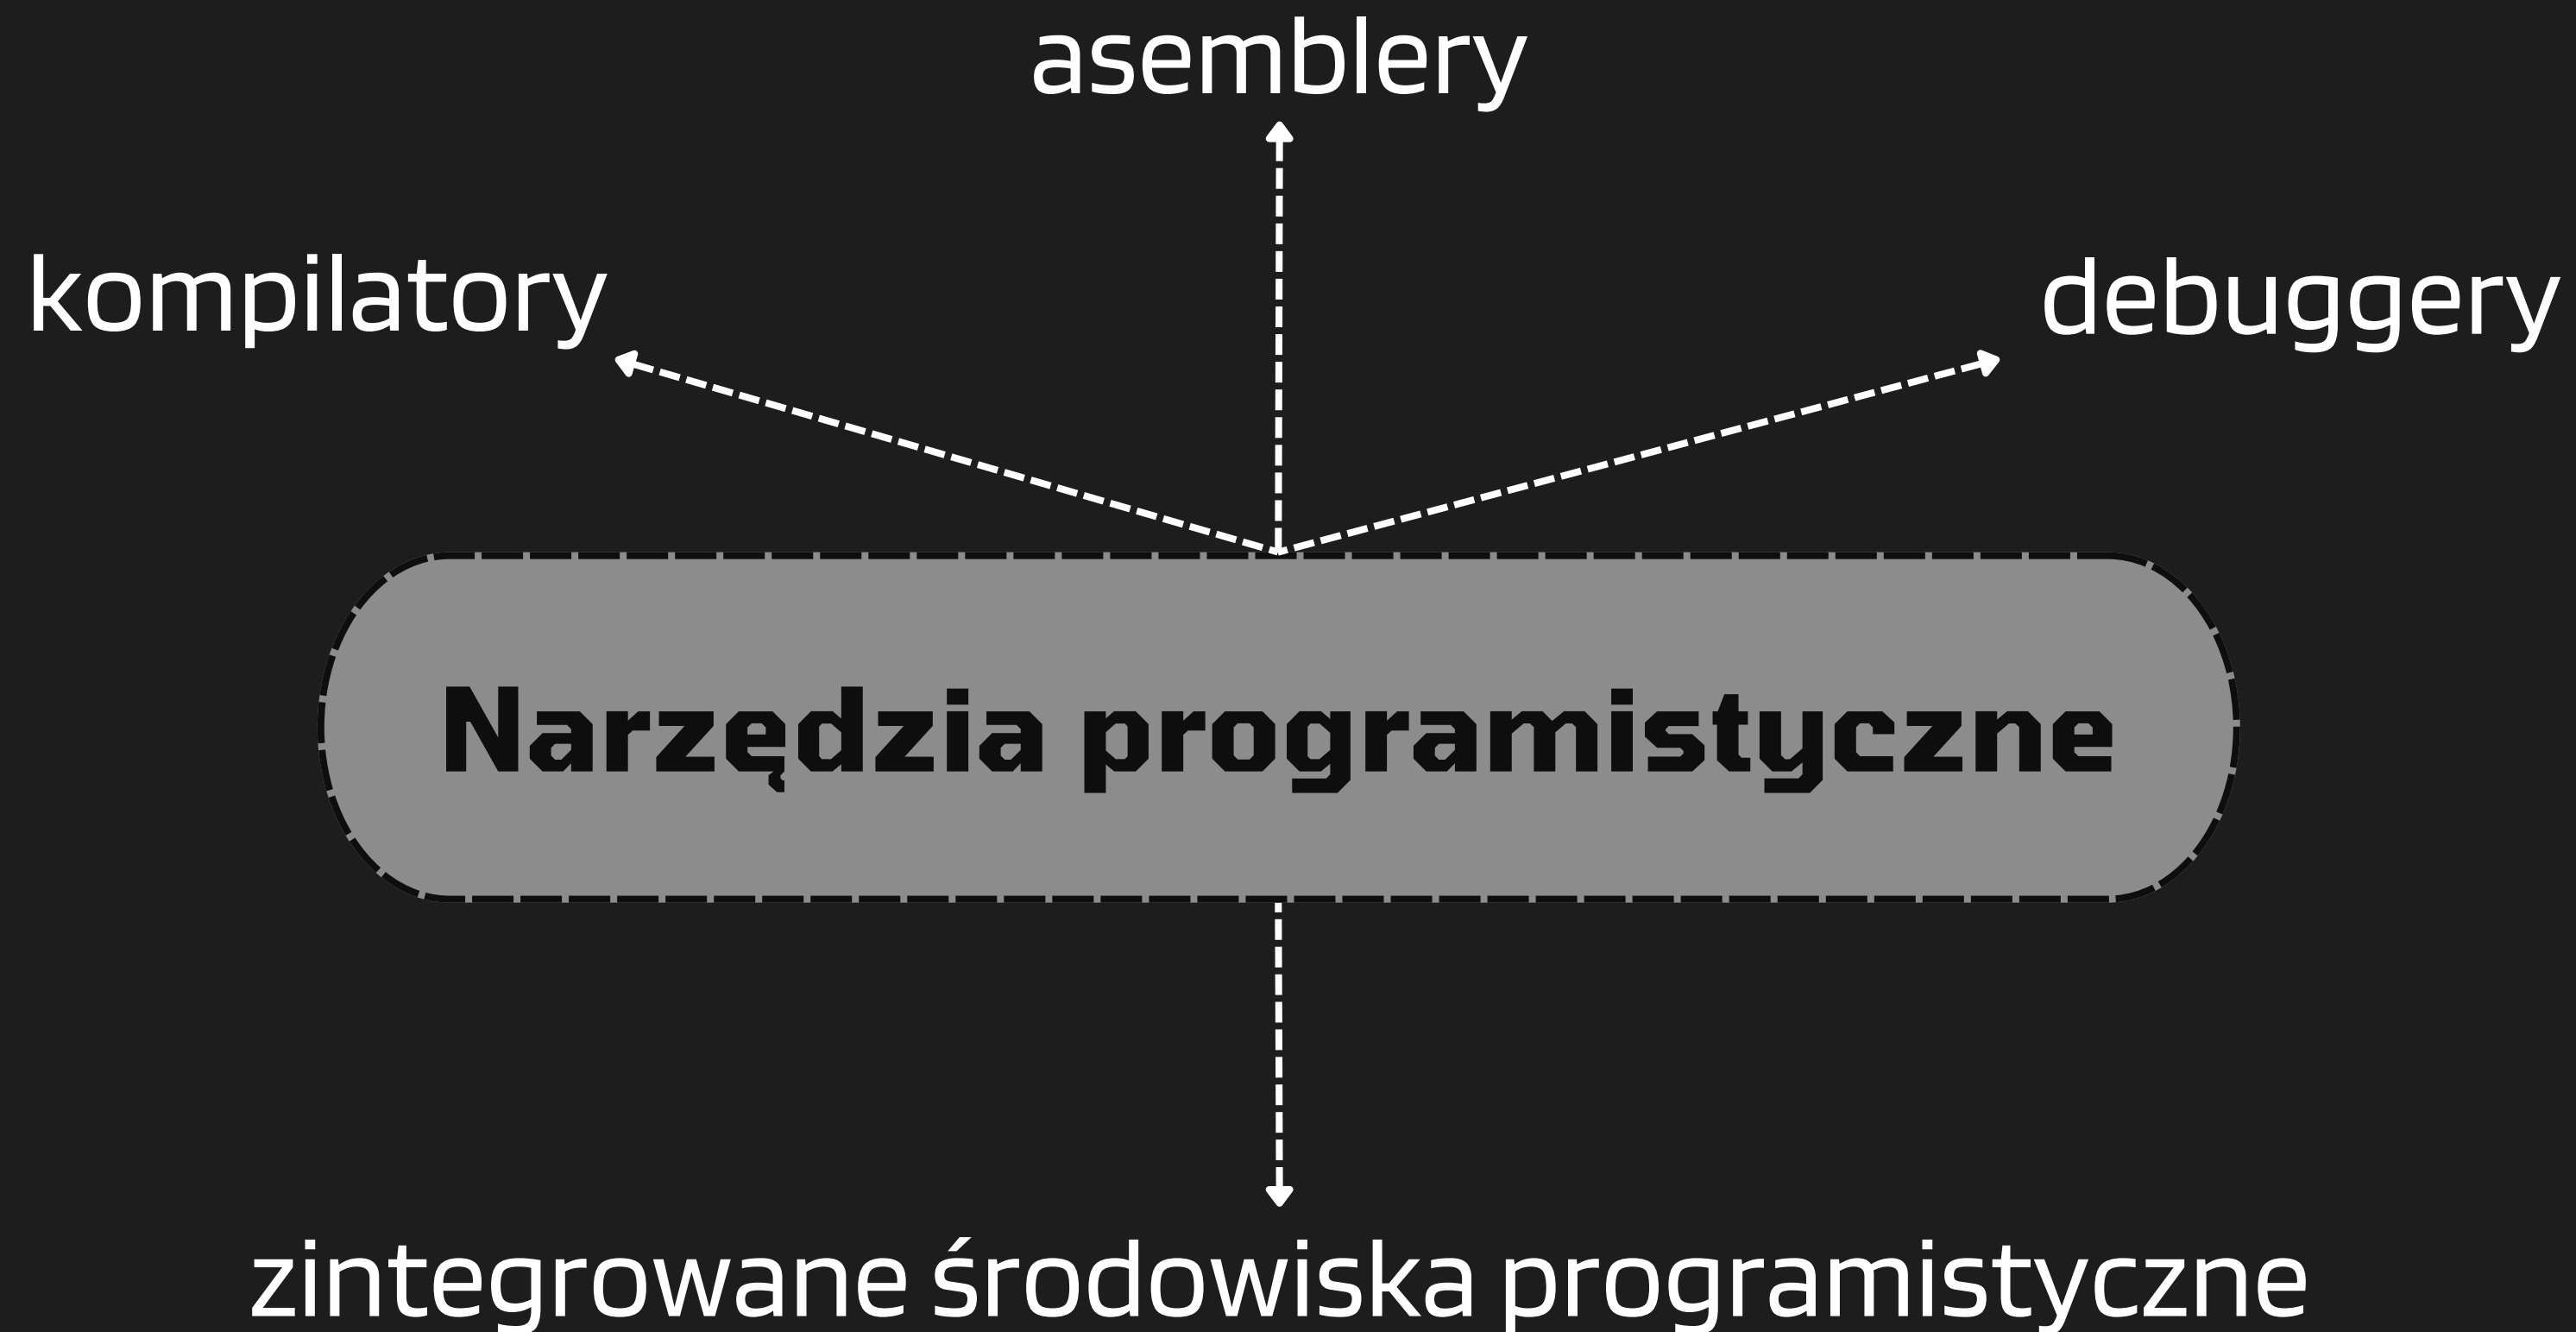 asemblery
kompilatory
debuggery
Narzędzia programistyczne
zintegrowane środowiska programistyczne